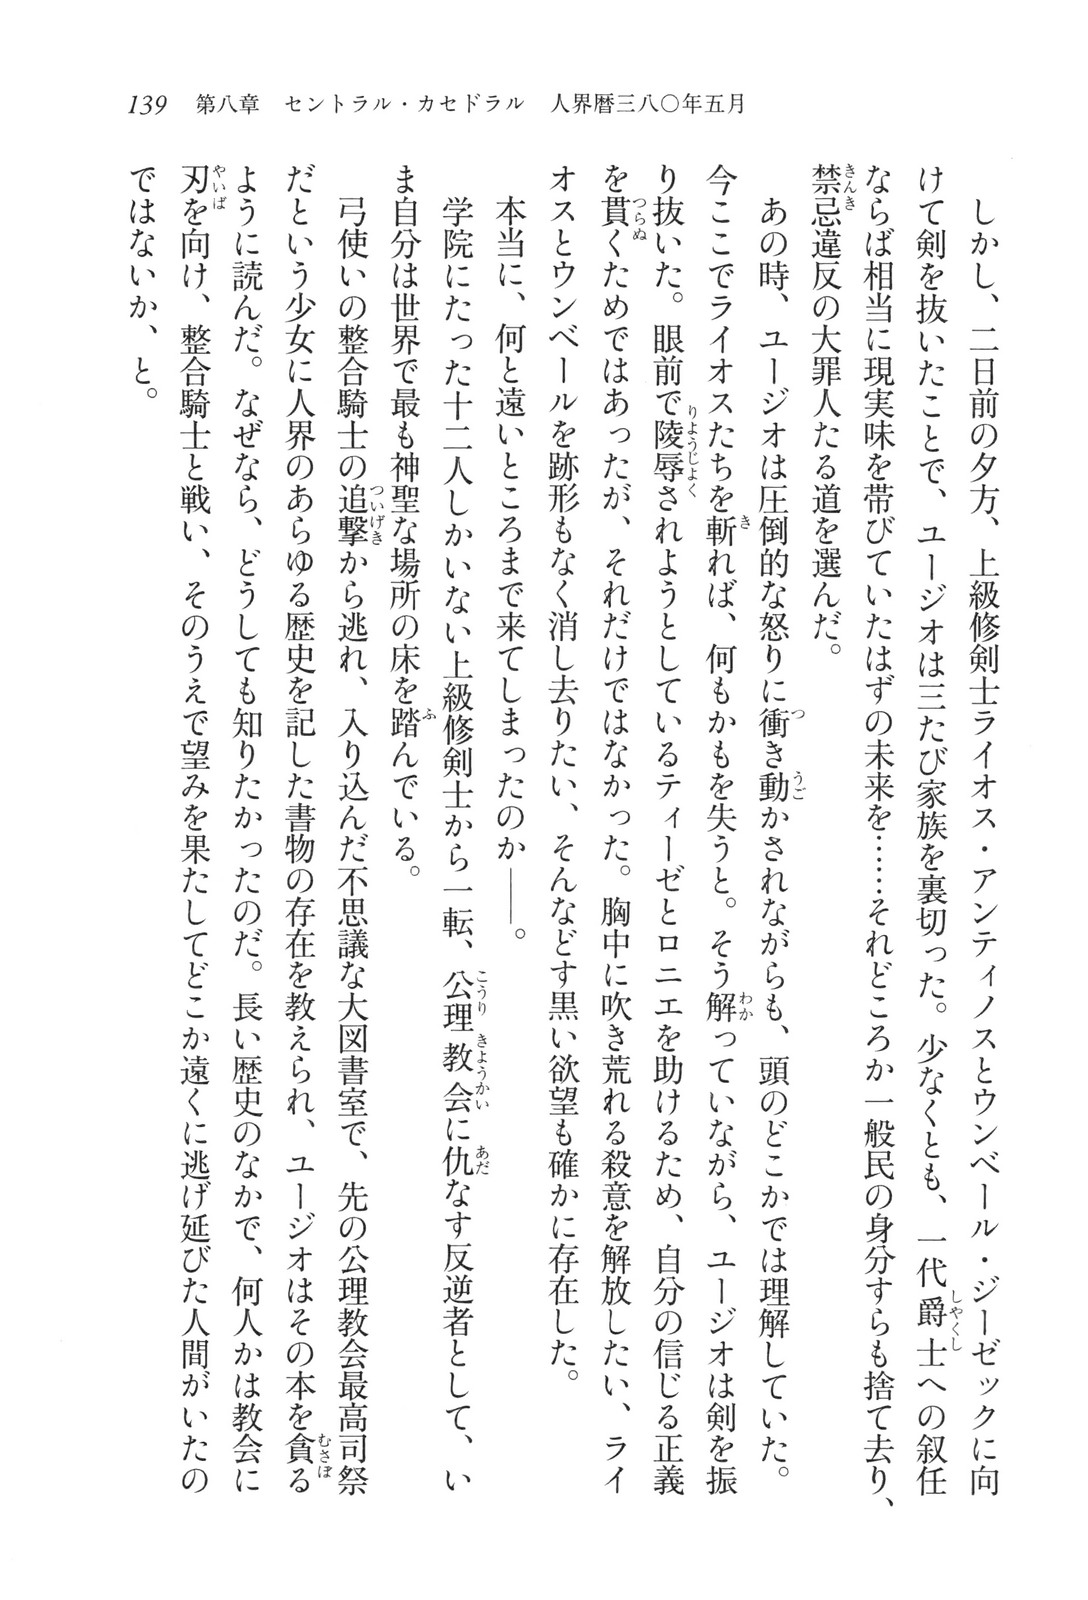 139　第八章　セントラル・カセドラル　人界暦三八〇年五月
　しかし、二日前の夕方、上級修剣士ライオス・アンティノスとウンベール・ジーゼックに向
けて剣を抜いたことで、ユージオは三たび家族を裏切った。少なくとも、一代爵士への叙任
ならば相当に現実味を帯びていたはずの未来を……それどころか一般民の身分すらも捨て去り、
禁忌違反の大罪人たる道を選んだ。
　あの時、ユージオは圧倒的な怒りに衝き動かされながらも、頭のどこかでは理解していた。
今ここでライオスたちを斬れば、何もかもを失うと。そう解っていながら、ユージオは剣を振
り抜いた。眼前で陵辱されようとしているティーゼとロニエを助けるため、自分の信じる正義
を貫くためではあったが、それだけではなかった。胸中に吹き荒れる殺意を解放したい、ライ
オスとウンベールを跡形もなく消し去りたい、そんなどす黒い欲望も確かに存在した。
　本当に、何と遠いところまで来てしまったのか――。
　学院にたった十二人しかいない上級修剣士から一転、公理教会に仇なす反逆者として、い
ま自分は世界で最も神聖な場所の床を踏んでいる。
　弓使いの整合騎士の追撃から逃れ、入り込んだ不思議な大図書室で、先の公理教会最高司祭
だという少女に人界のあらゆる歴史を記した書物の存在を教えられ、ユージオはその本を貪る
ように読んだ。なぜなら、どうしても知りたかったのだ。長い歴史のなかで、何人かは教会に
刃を向け、整合騎士と戦い、そのうえで望みを果たしてどこか遠くに逃げ延びた人間がいたの
ではないか、と。